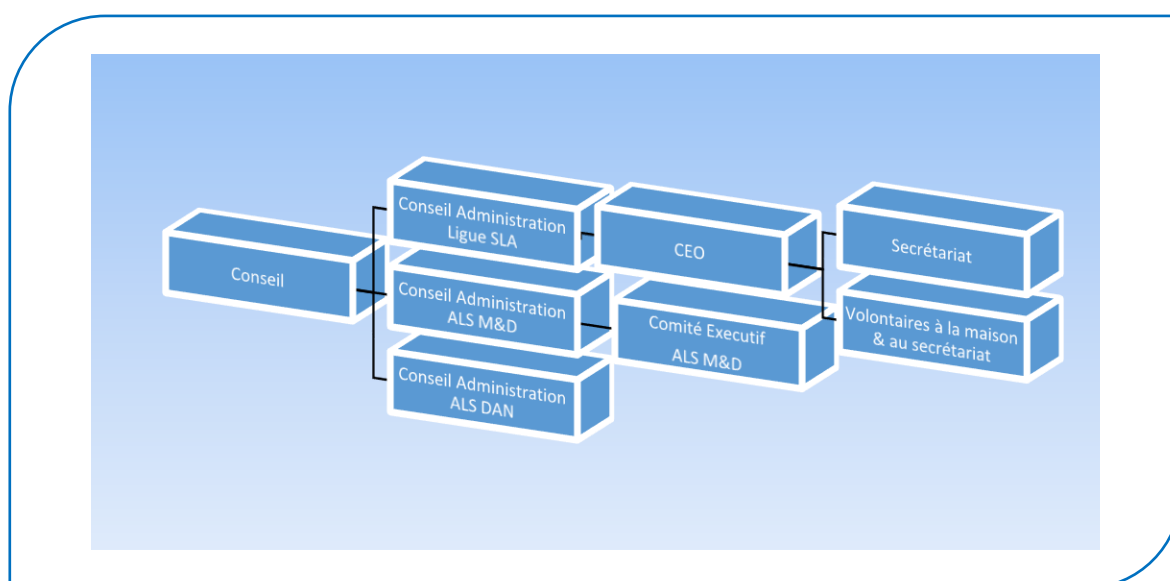 Conseil
Conseil Administration
Ligue SLA
Conseil Administration
ALS M&D
Conseil Administration
ALS DAN
CEO
Comité Executif
ALS M&D
Secrétariat
Volontaires à la maison
& au secrétariat